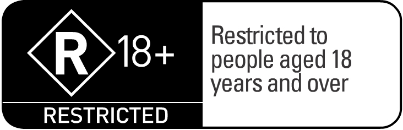 R 18+
RESTRICTED
Restricted to
people aged 18
years and over